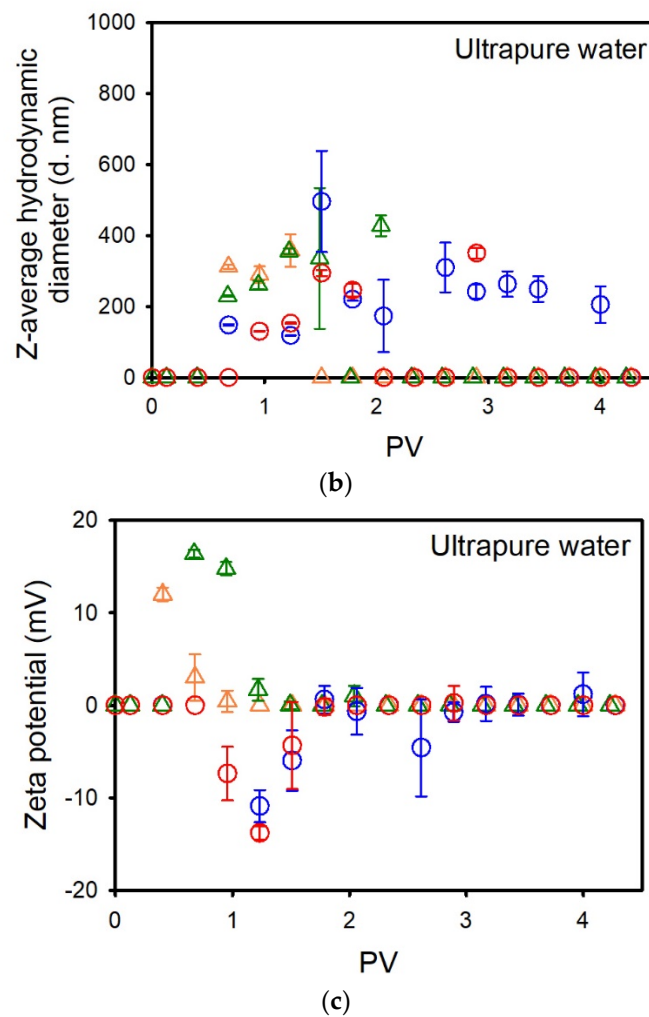 1000
Ultrapure water
800
600
400
200
0
Z-average hydrodynamic
diameter (d. nm)
0 1 2 3 4
PV
(b)
20
Ultrapure water
10
0
-10
-20
Zeta potential (mV)
0 1 2 3 4
PV
(c)